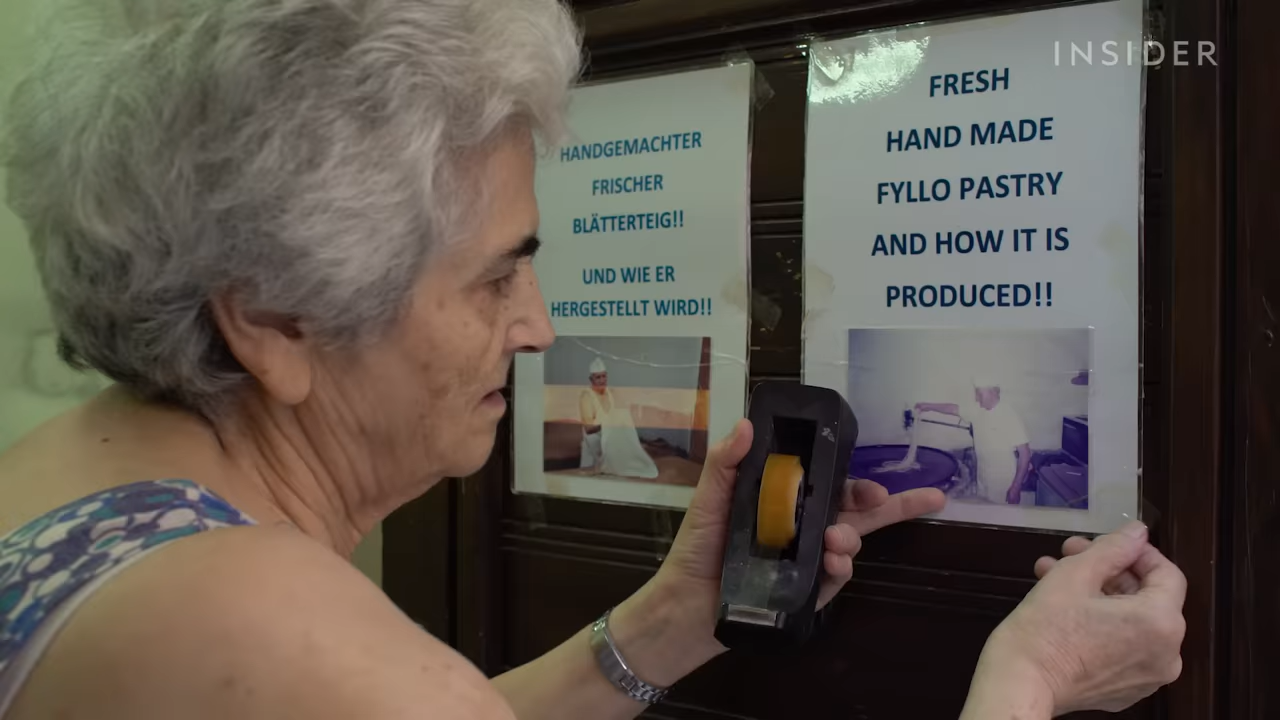 INSIDER
HANDGEMACHTER
FRISCHER
BLÄTTERTEIG!!
UND WIE ER
HERGESTELLT WIRD!!
FRESH
HAND MADE
FYLLO PASTRY
AND HOW IT IS
PRODUCED!!